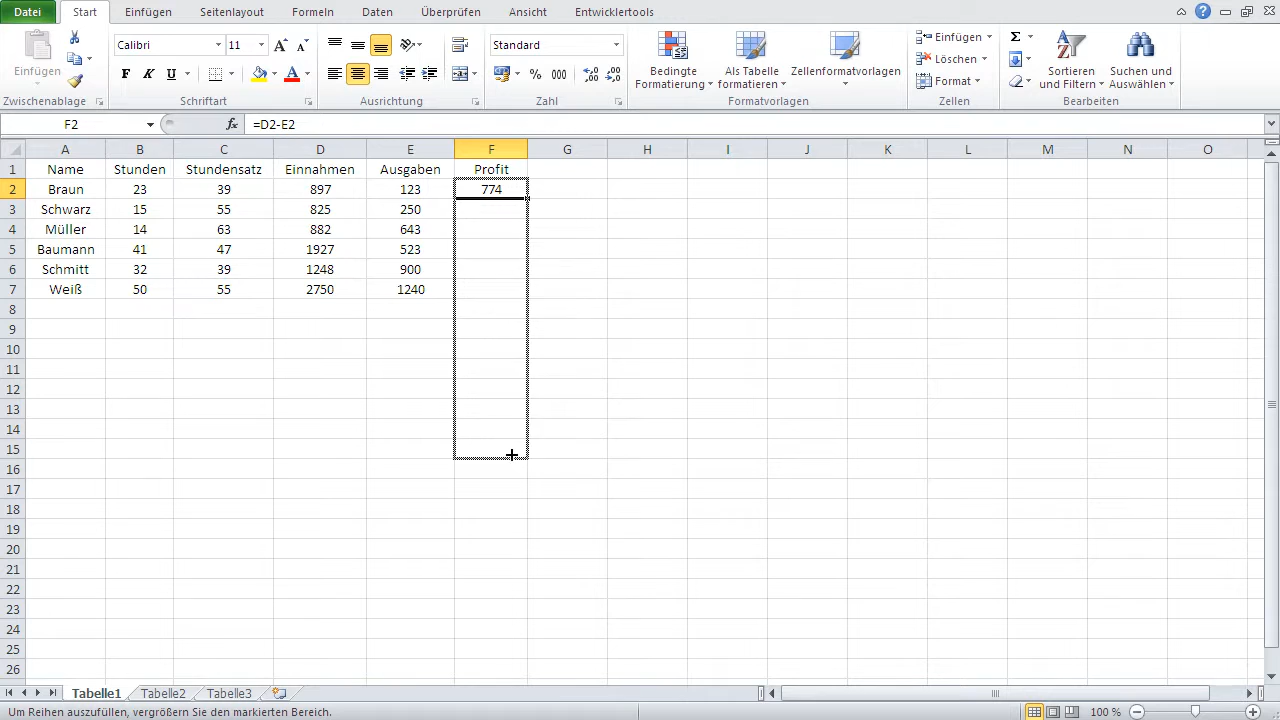 Datei Start Einfügen Seitenlayout Formeln Daten Überprüfen Ansicht Entwicklertools
Einfügen
Zwischenablage
Calibri 11
F K U
Schriftart
Ausrichtung
Standard
% 000
Zahl
Bedingte Formatierung
Als Tabelle formatieren
Zellenformatvorlagen
Formatvorlagen
Einfügen
Löschen
Format
Zellen
Σ
Sortieren und Filtern
Suchen und Auswählen
Bearbeiten
F2 fx =D2-E2
A B C D E F G H I J K L M N O
1 Name Stunden Stundensatz Einnahmen Ausgaben Profit
2 Braun 23 39 897 123 774
3 Schwarz 15 55 825 250
4 Müller 14 63 882 643
5 Baumann 41 47 1927 523
6 Schmitt 32 39 1248 900
7 Weiß 50 55 2750 1240
8
9
10
11
12
13
14
15
16
17
18
19
20
21
22
23
24
25
26
Tabelle1 Tabelle2 Tabelle3
Um Reihen auszufüllen, vergrößern Sie den markierten Bereich. 100 %